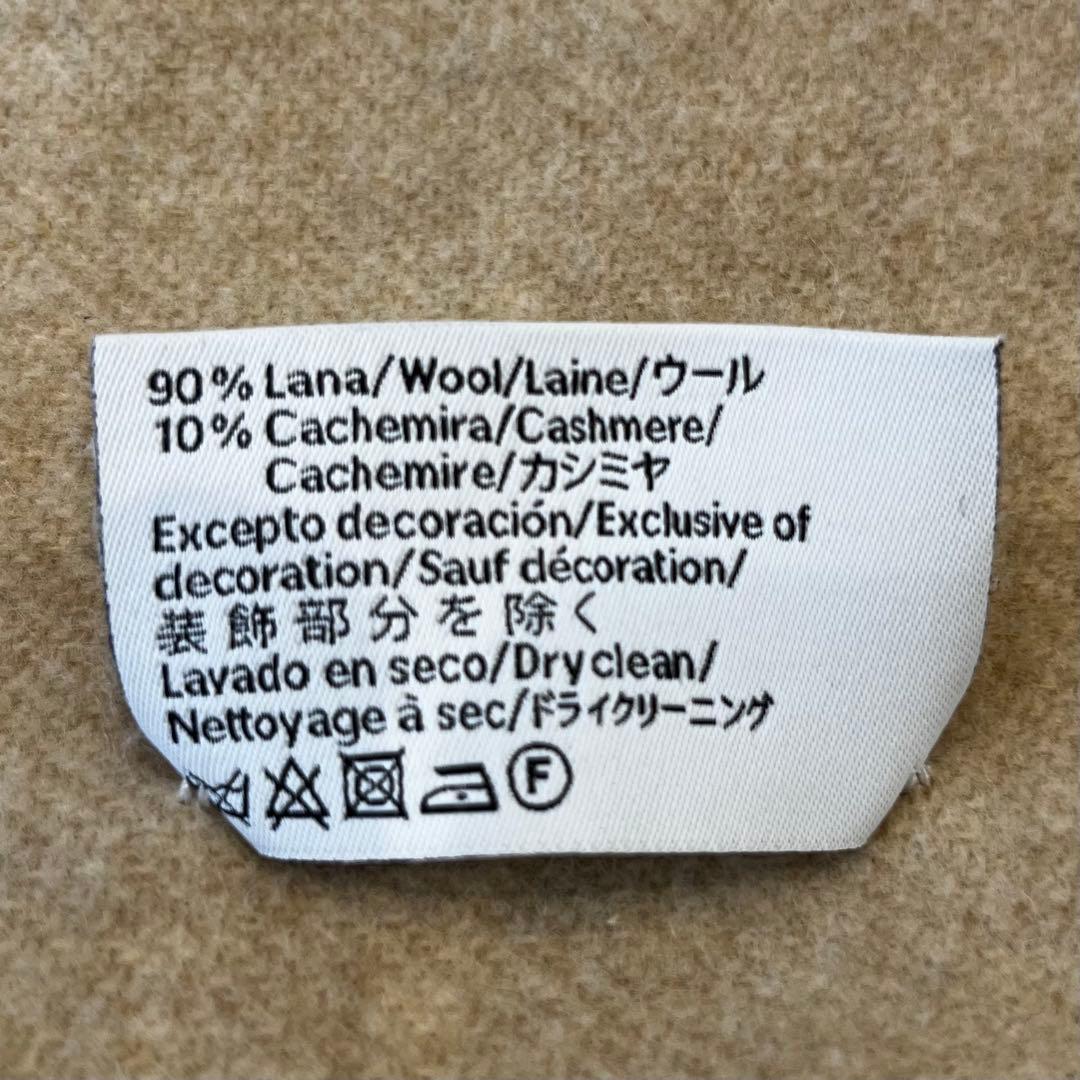 90% Lana/Wool/Laine/ウール
10% Cachemira/Cashmere/
Cachemire/カシミヤ
Excepto decoración/Exclusive of
decoration/Sauf décoration/
装飾部分を除く
Lavado en seco/Dry clean/
Nettoyage à sec/ドライクリーニング
F